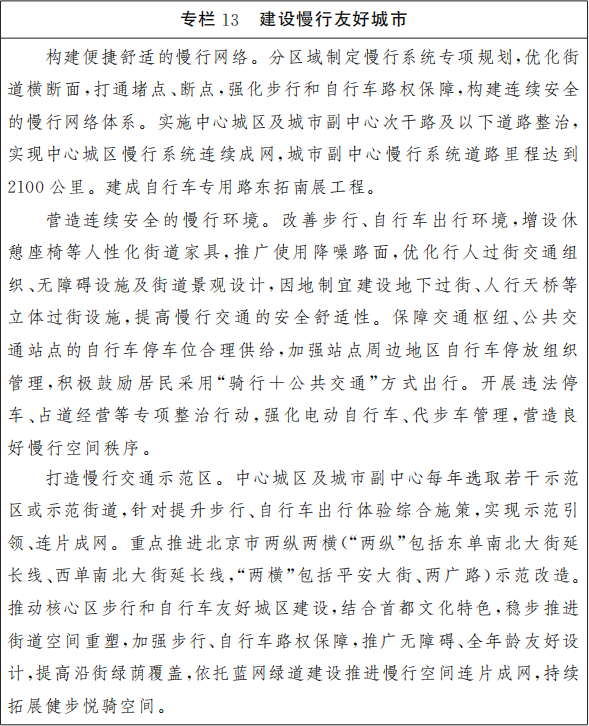 专栏 13 建设慢行友好城市
构建便捷舒适的慢行网络。分区域制定慢行系统专项规划,优化街
道横断面,打通堵点、断点,强化步行和自行车路权保障,构建连续安全
的慢行网络体系。实施中心城区及城市副中心次干路及以下道路整治,
实现中心城区慢行系统连续成网,城市副中心慢行系统道路里程达到
2100 公里。建成自行车专用路东拓南展工程。
营造连续安全的慢行环境。改善步行、自行车出行环境,增设休
憩座椅等人性化街道家具,推广使用降噪路面,优化行人过街交通组
织、无障碍设施及街道景观设计,因地制宜建设地下过街、人行天桥等
立体过街设施,提高慢行交通的安全舒适性。保障交通枢纽、公共交
通站点的自行车停车位合理供给,加强站点周边地区自行车停放组织
管理,积极鼓励居民采用“骑行+公共交通”方式出行。开展违法停
车、占道经营等专项整治行动,强化电动自行车、代步车管理,营造良
好慢行空间秩序。
打造慢行交通示范区。中心城区及城市副中心每年选取若干示范
区或示范街道,针对提升步行、自行车出行体验综合施策,实现示范引
领、连片成网。重点推进北京市两纵两横(“两纵”包括东单南北大街延
长线、西单南北大街延长线,“两横”包括平安大街、两广路)示范改造。
推动核心区步行和自行车友好城区建设,结合首都文化特色,稳步推进
街道空间重塑,加强步行、自行车路权保障,推广无障碍、全年龄友好设
计,提高沿街绿荫覆盖,依托蓝网绿道建设推进慢行空间连片成网,持续
拓展健步悦骑空间。